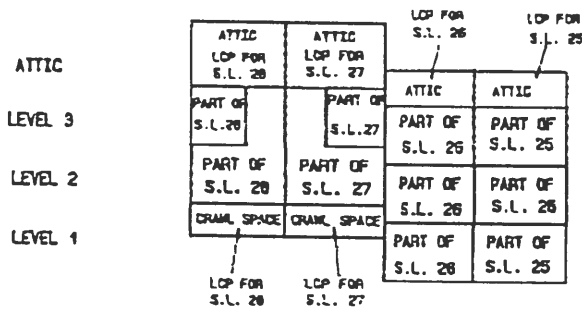 LCP FOR
S.L. 26
LCP FOR
S.L. 25
ATTIC
LCP FOR
S.L. 28
ATTIC
LCP FOR
S.L. 27
ATTIC
ATTIC
ATTIC
LEVEL 3
PART OF
S.L.28
PART OF
S.L.27
PART OF
S.L. 26
PART OF
S.L. 25
LEVEL 2
PART OF
S.L. 28
PART OF
S.L. 27
PART OF
S.L. 26
PART OF
S.L. 25
LEVEL 1
CRAWL SPACE
CRAWL SPACE
PART OF
S.L. 26
PART OF
S.L. 25
LCP FOR
S.L. 28
LCP FOR
S.L. 27